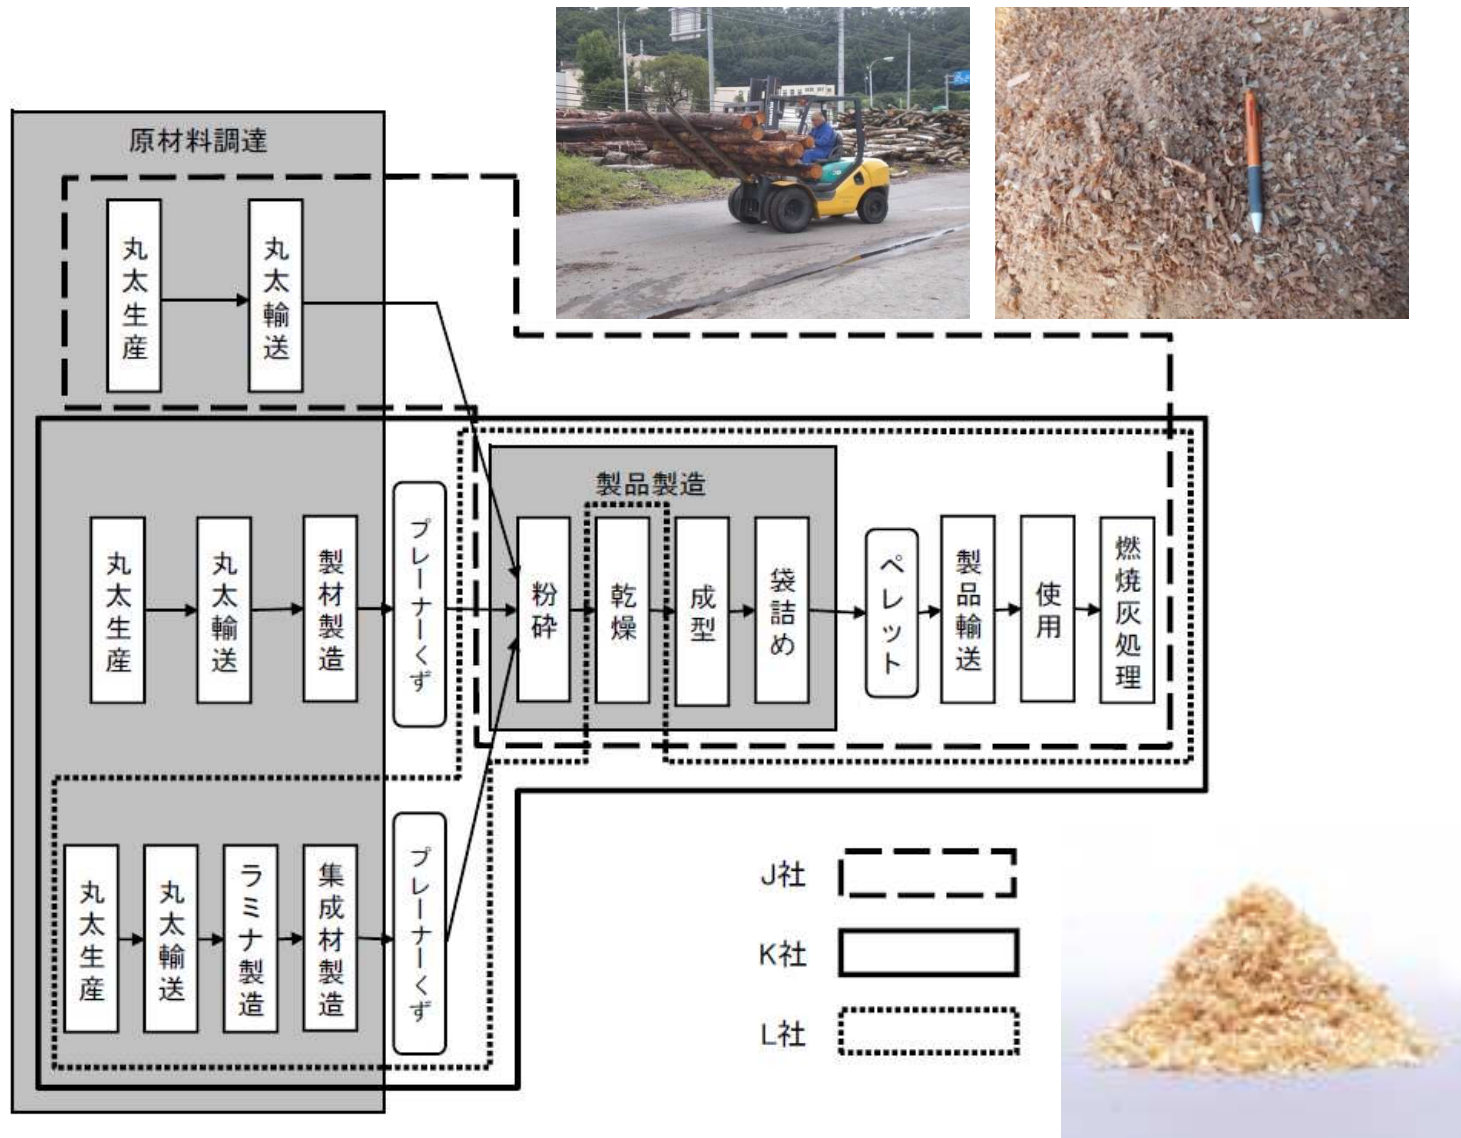 原材料調達
丸太生産
丸太輸送
製品製造
丸太生産
丸太輸送
製材製造
プレーナーくず
粉砕
乾燥
成型
袋詰め
ペレット
製品輸送
使用
燃焼灰処理
丸太生産
丸太輸送
ラミナ製造
集成材製造
プレーナーくず
J社
K社
L社